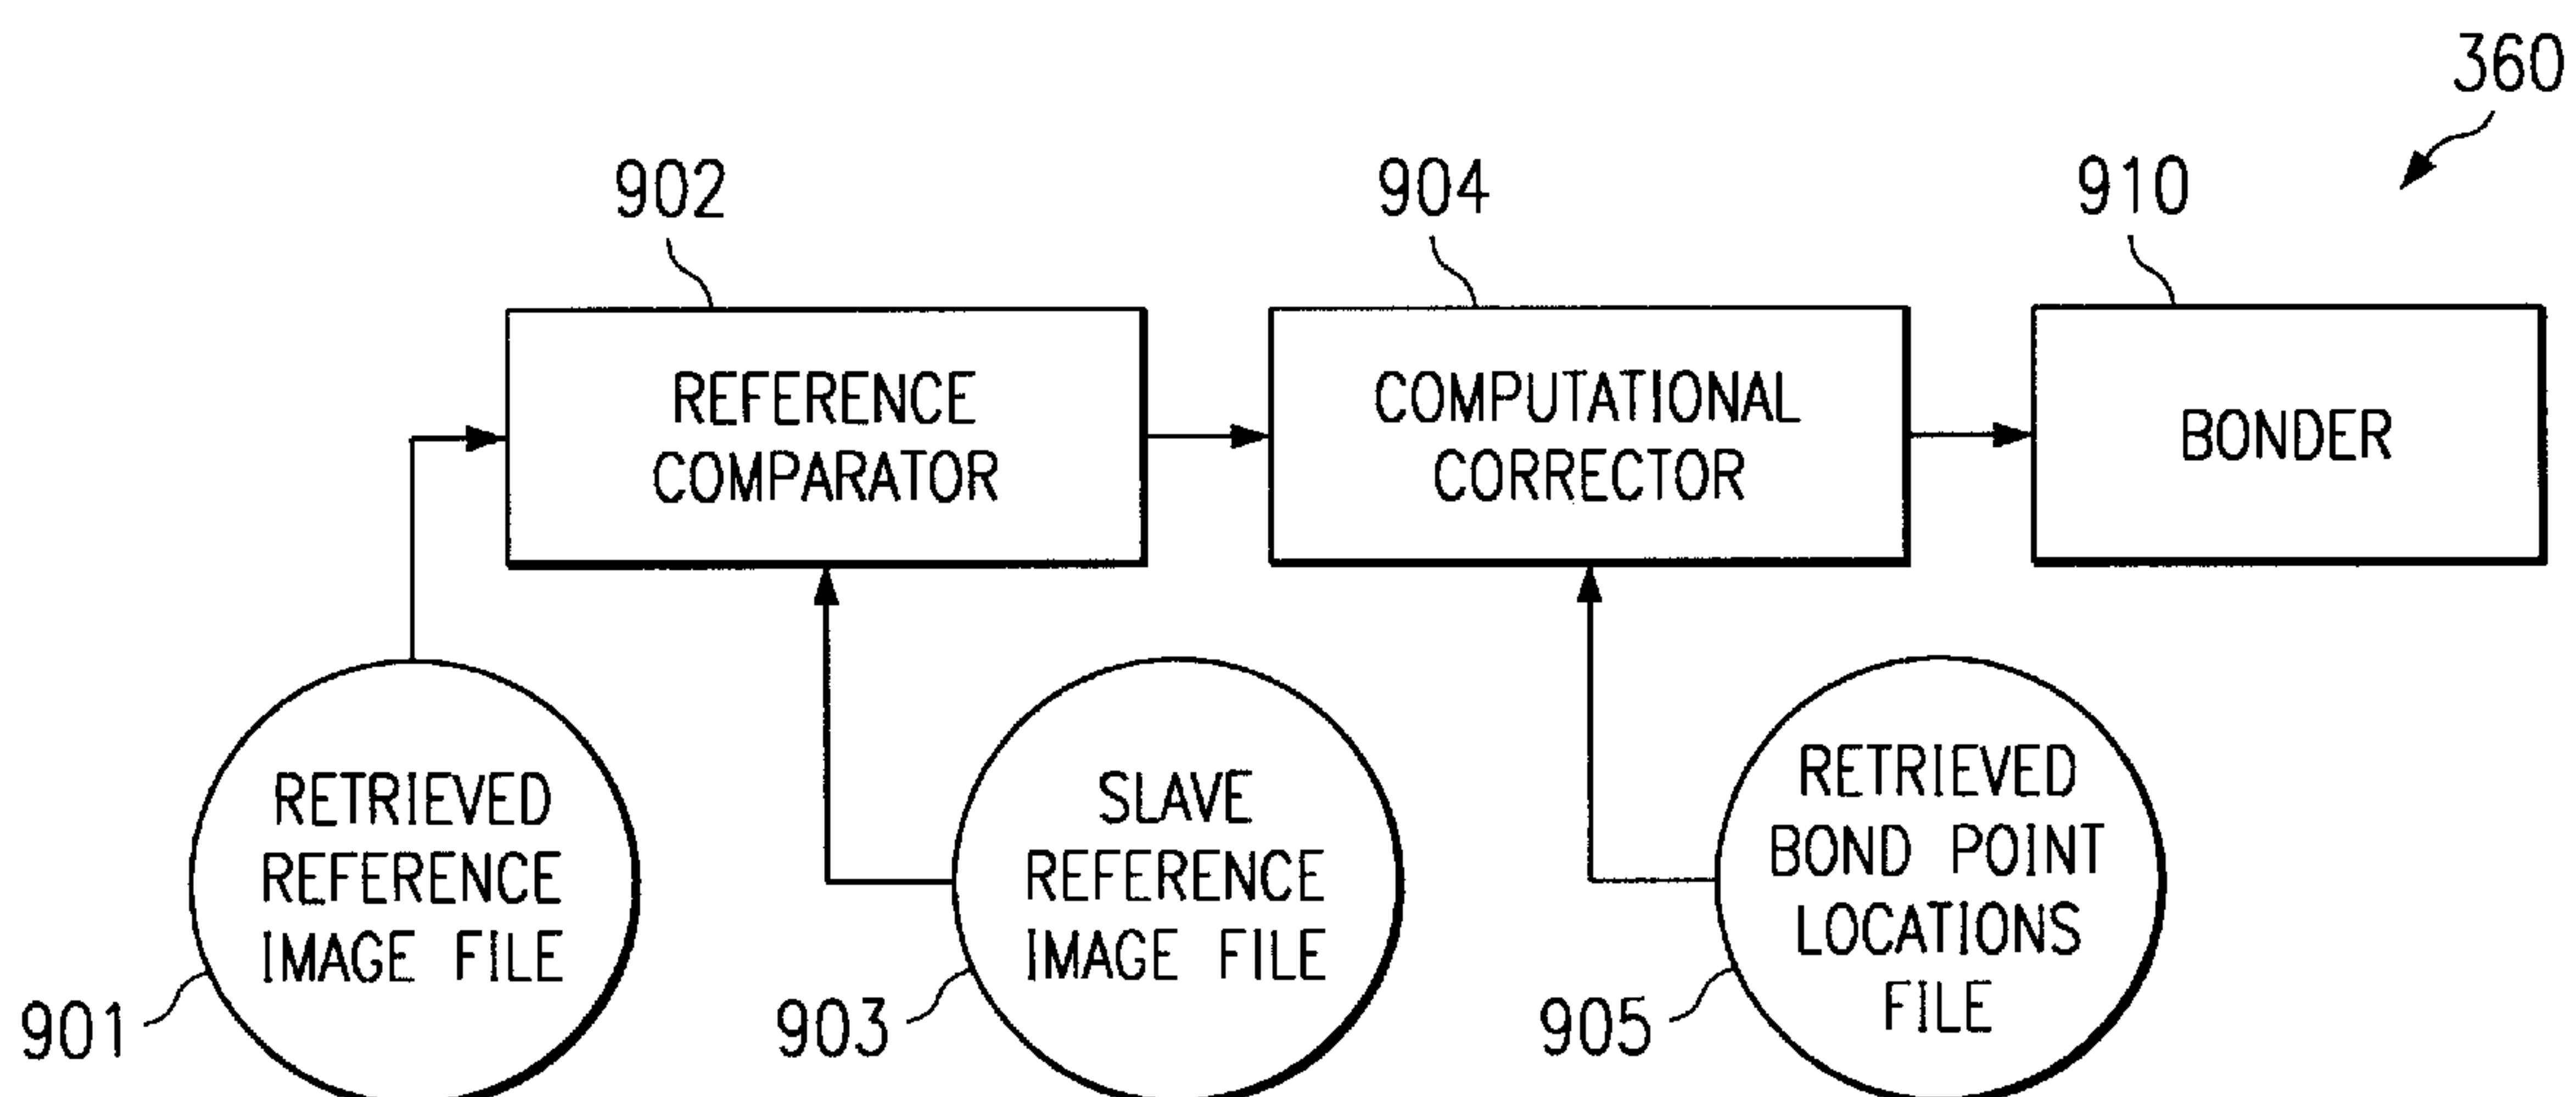 360
902
904
910
REFERENCE
COMPARATOR
COMPUTATIONAL
CORRECTOR
BONDER
RETRIEVED
REFERENCE
IMAGE FILE
SLAVE
REFERENCE
IMAGE FILE
RETRIEVED
BOND POINT
LOCATIONS
FILE
901
903
905